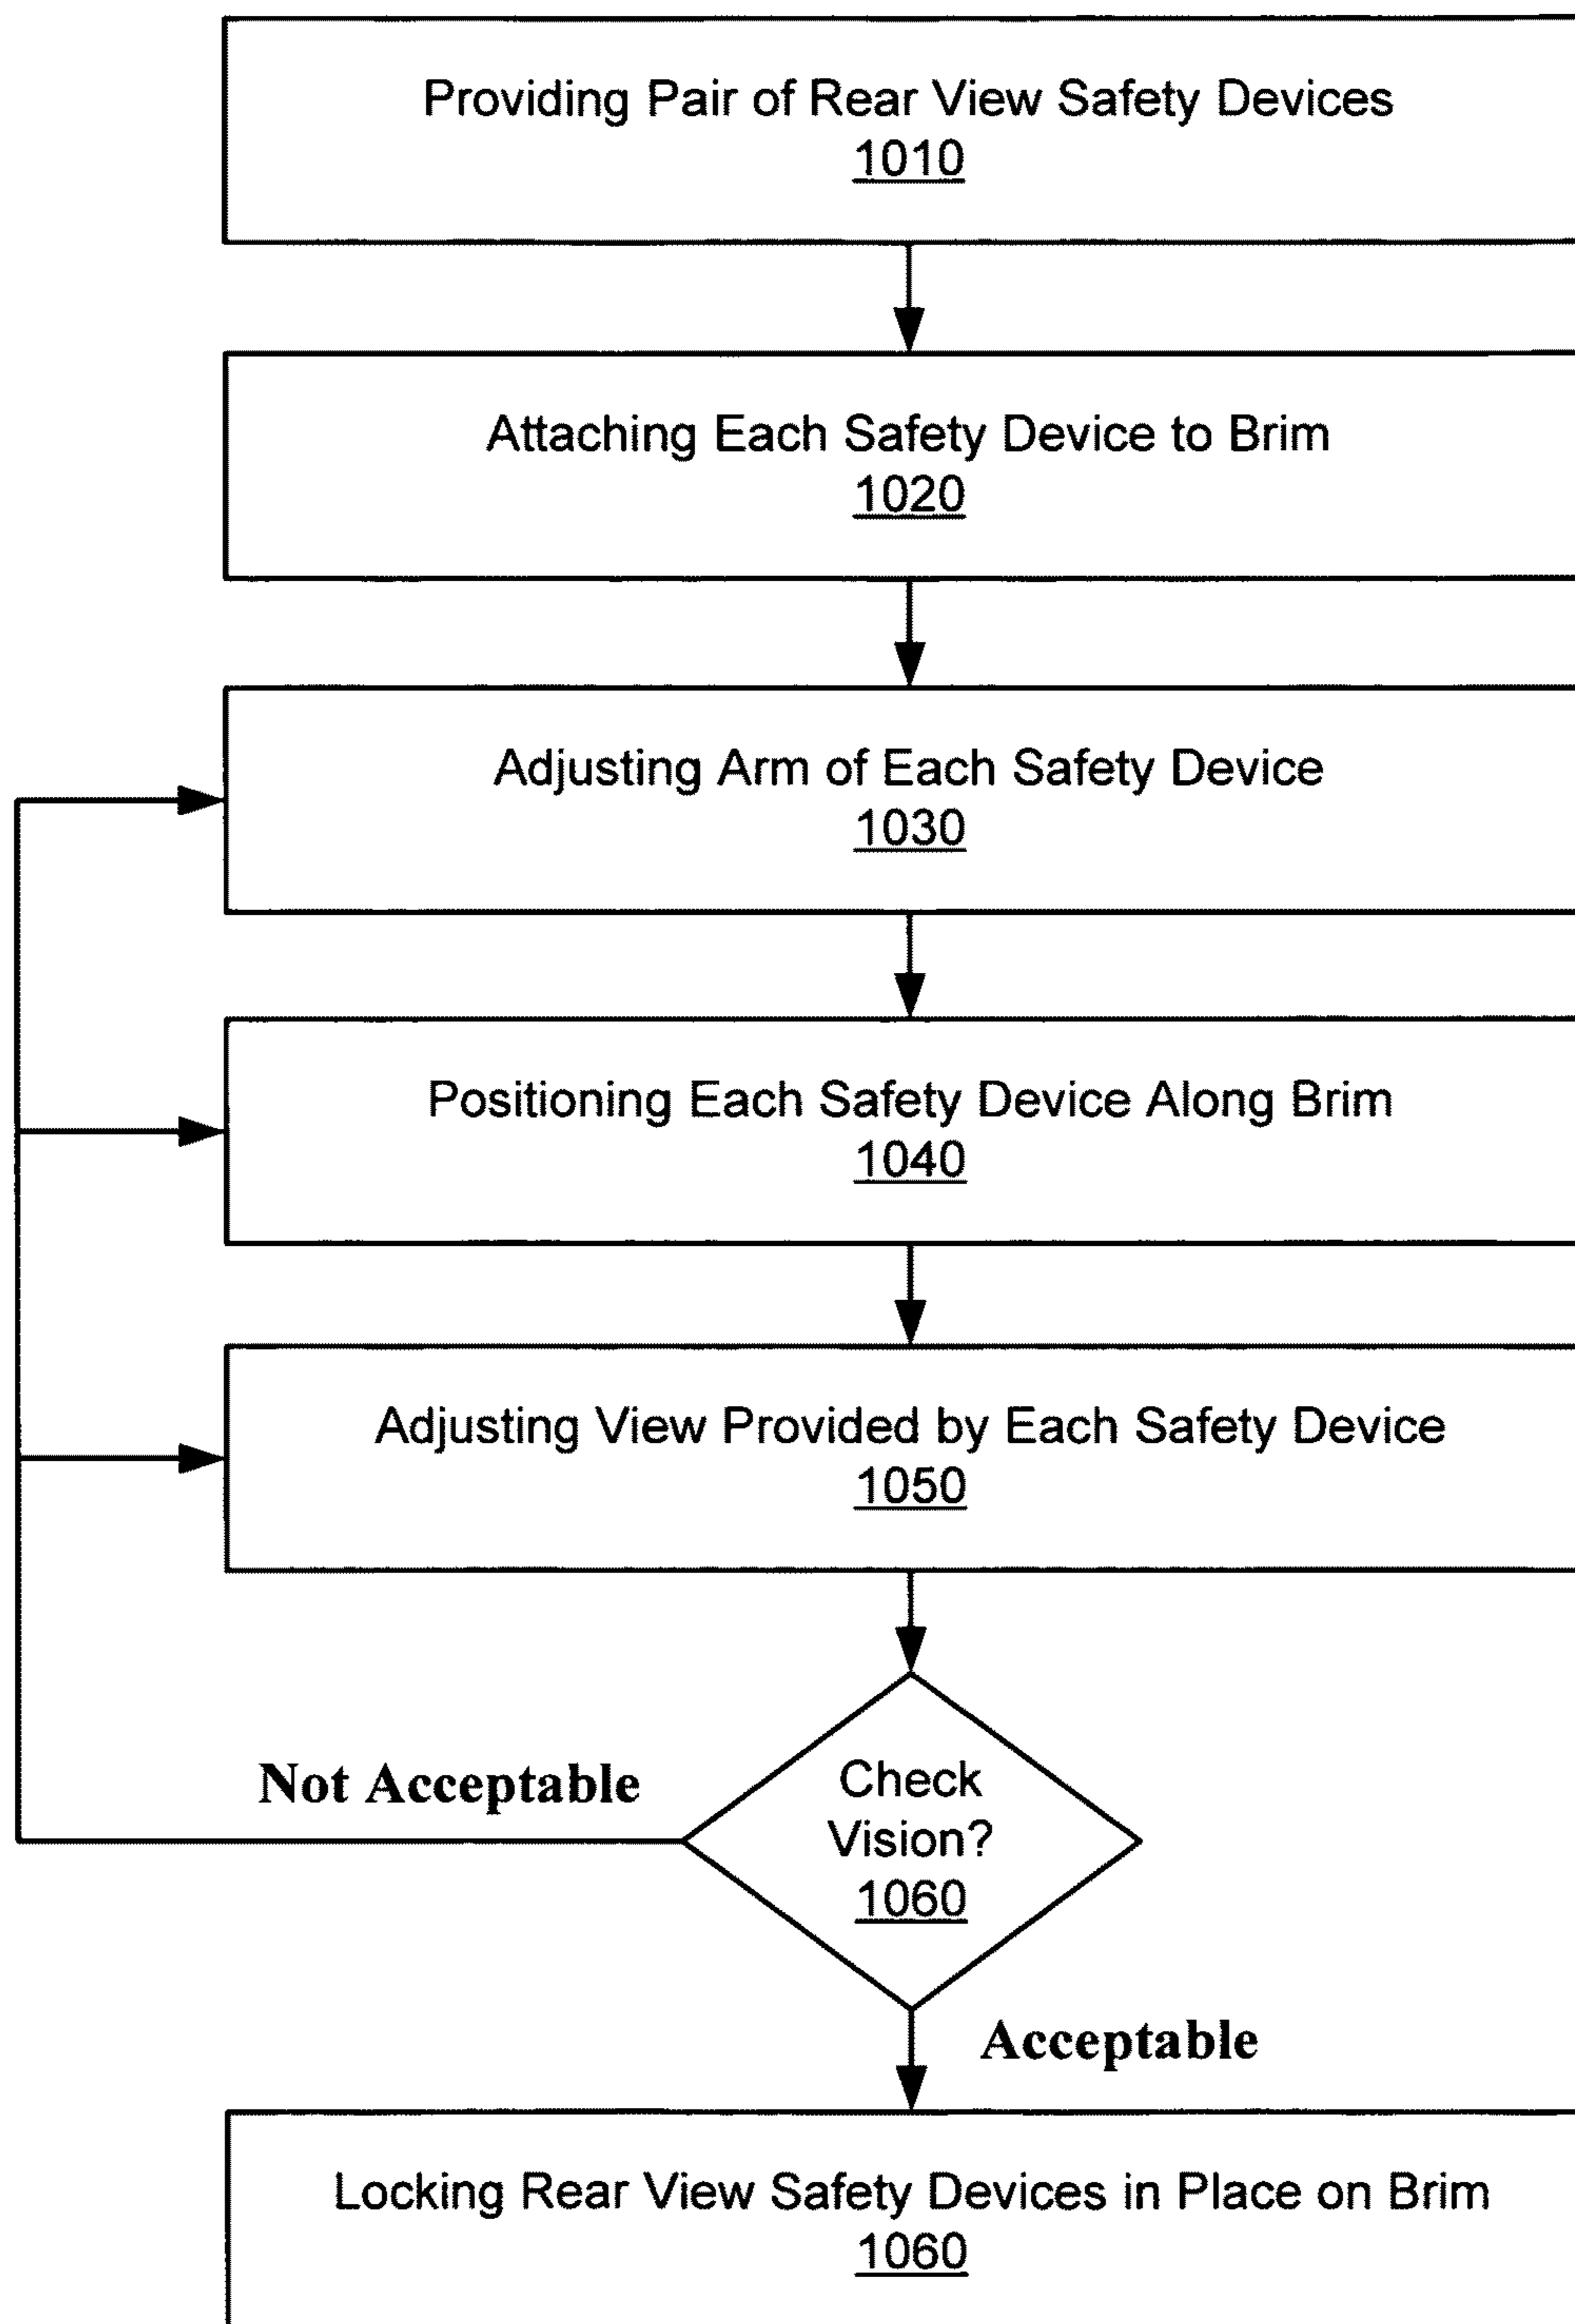 Providing Pair of Rear View Safety Devices
1010
Attaching Each Safety Device to Brim
1020
Adjusting Arm of Each Safety Device
1030
Positioning Each Safety Device Along Brim
1040
Adjusting View Provided by Each Safety Device
1050
Not Acceptable
Check
Vision?
1060
Acceptable
Locking Rear View Safety Devices in Place on Brim
1060